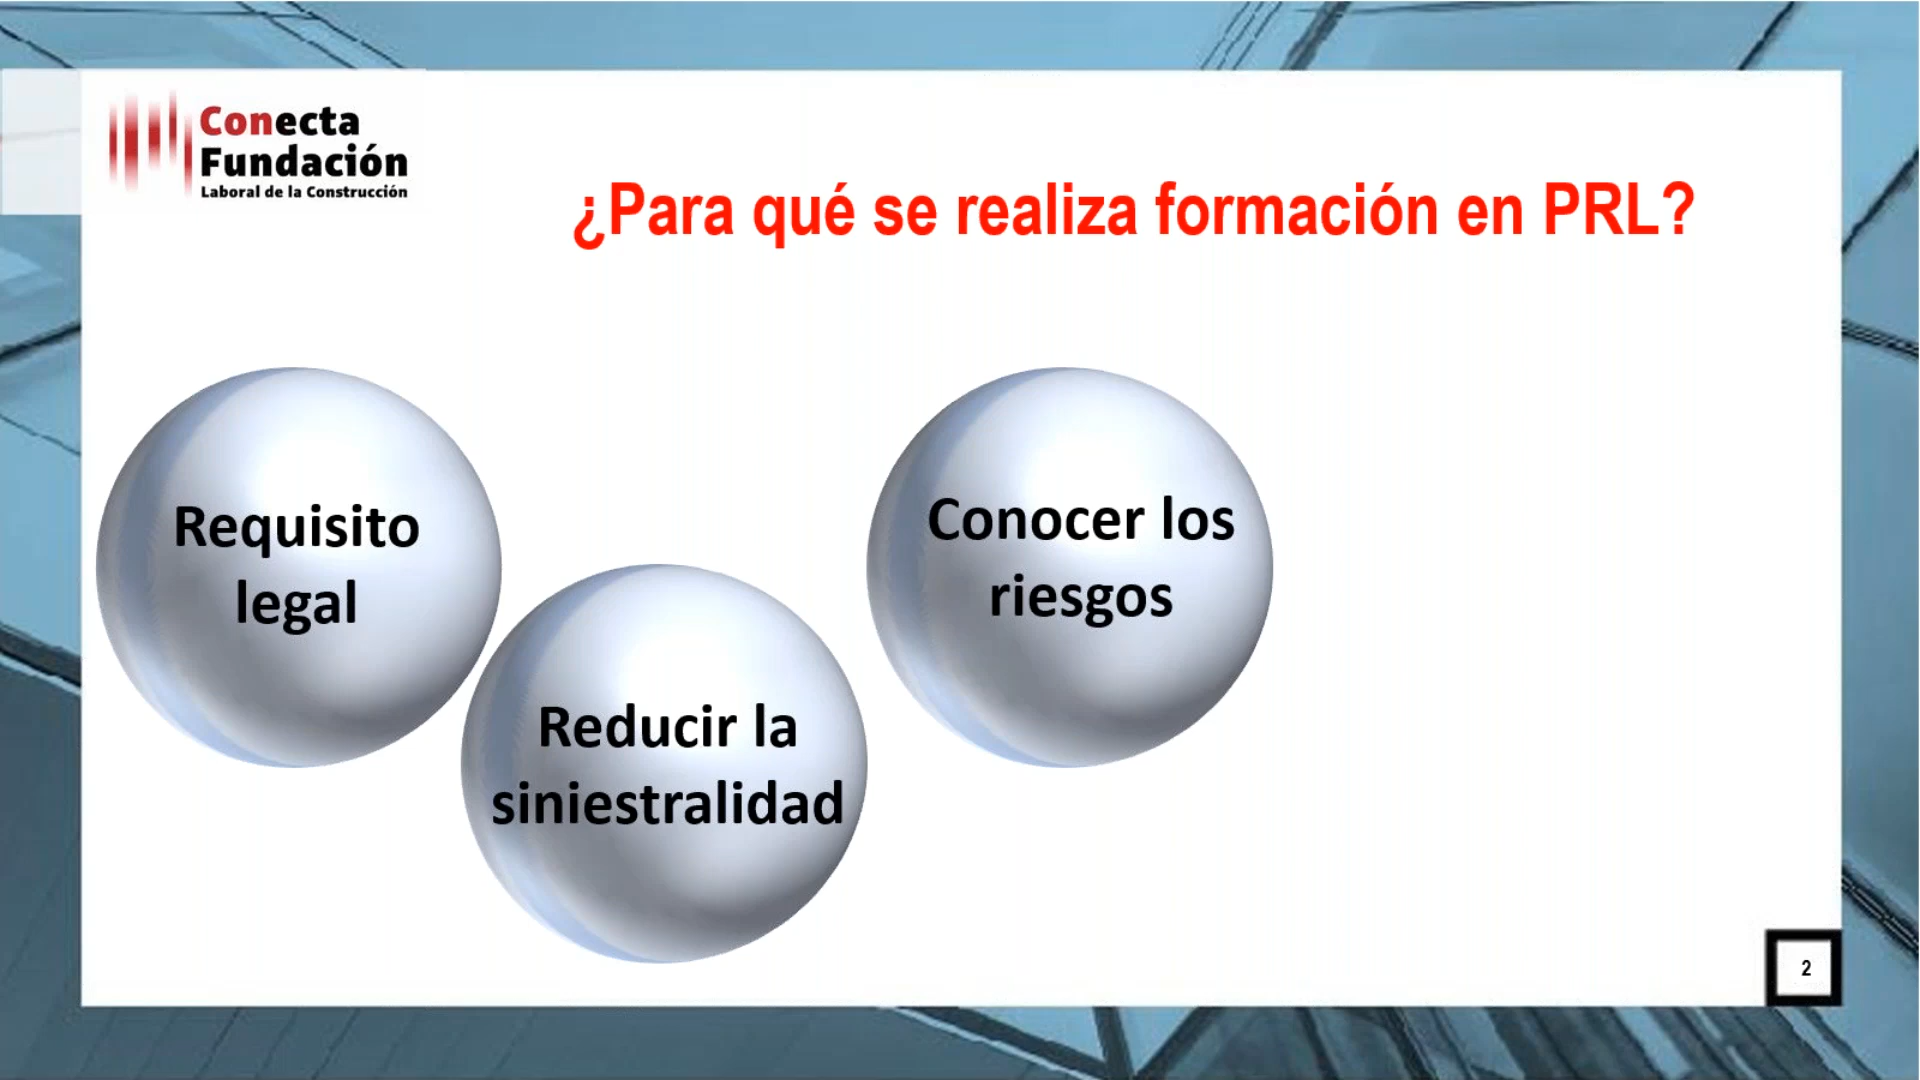 Conecta
Fundación
Laboral de la Construcción
¿Para qué se realiza formación en PRL?
Requisito
legal
Reducir la
siniestralidad
Conocer los
riesgos
2